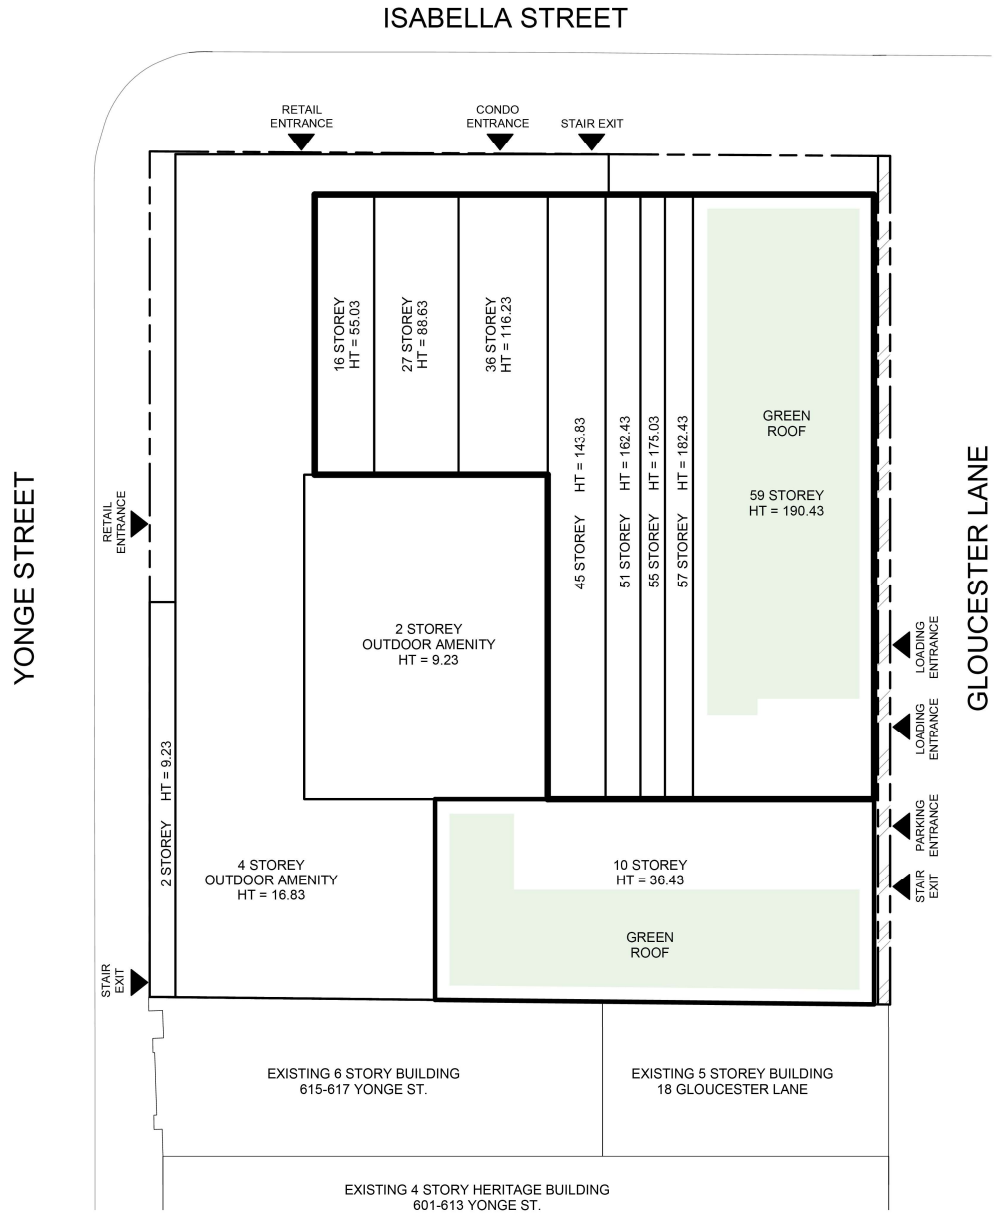 ISABELLA STREET
RETAIL
ENTRANCE
CONDO
ENTRANCE
STAIR EXIT
16 STOREY
HT = 55.03
27 STOREY
HT = 88.63
36 STOREY
HT = 116.23
45 STOREY HT = 143.83
51 STOREY HT = 162.43
55 STOREY HT = 175.03
57 STOREY HT = 182.43
GREEN
ROOF
59 STOREY
HT = 190.43
YONGE STREET
RETAIL
ENTRANCE
GLOUCESTER LANE
2 STOREY
OUTDOOR AMENITY
HT = 9.23
LOADING
ENTRANCE
LOADING
ENTRANCE
2 STOREY HT = 9.23
PARKING
ENTRANCE
4 STOREY
OUTDOOR AMENITY
HT = 16.83
10 STOREY
HT = 36.43
STAIR
EXIT
GREEN
ROOF
STAIR
EXIT
EXISTING 6 STORY BUILDING
615-617 YONGE ST.
EXISTING 5 STOREY BUILDING
18 GLOUCESTER LANE
EXISTING 4 STORY HERITAGE BUILDING
601-613 YONGE ST.